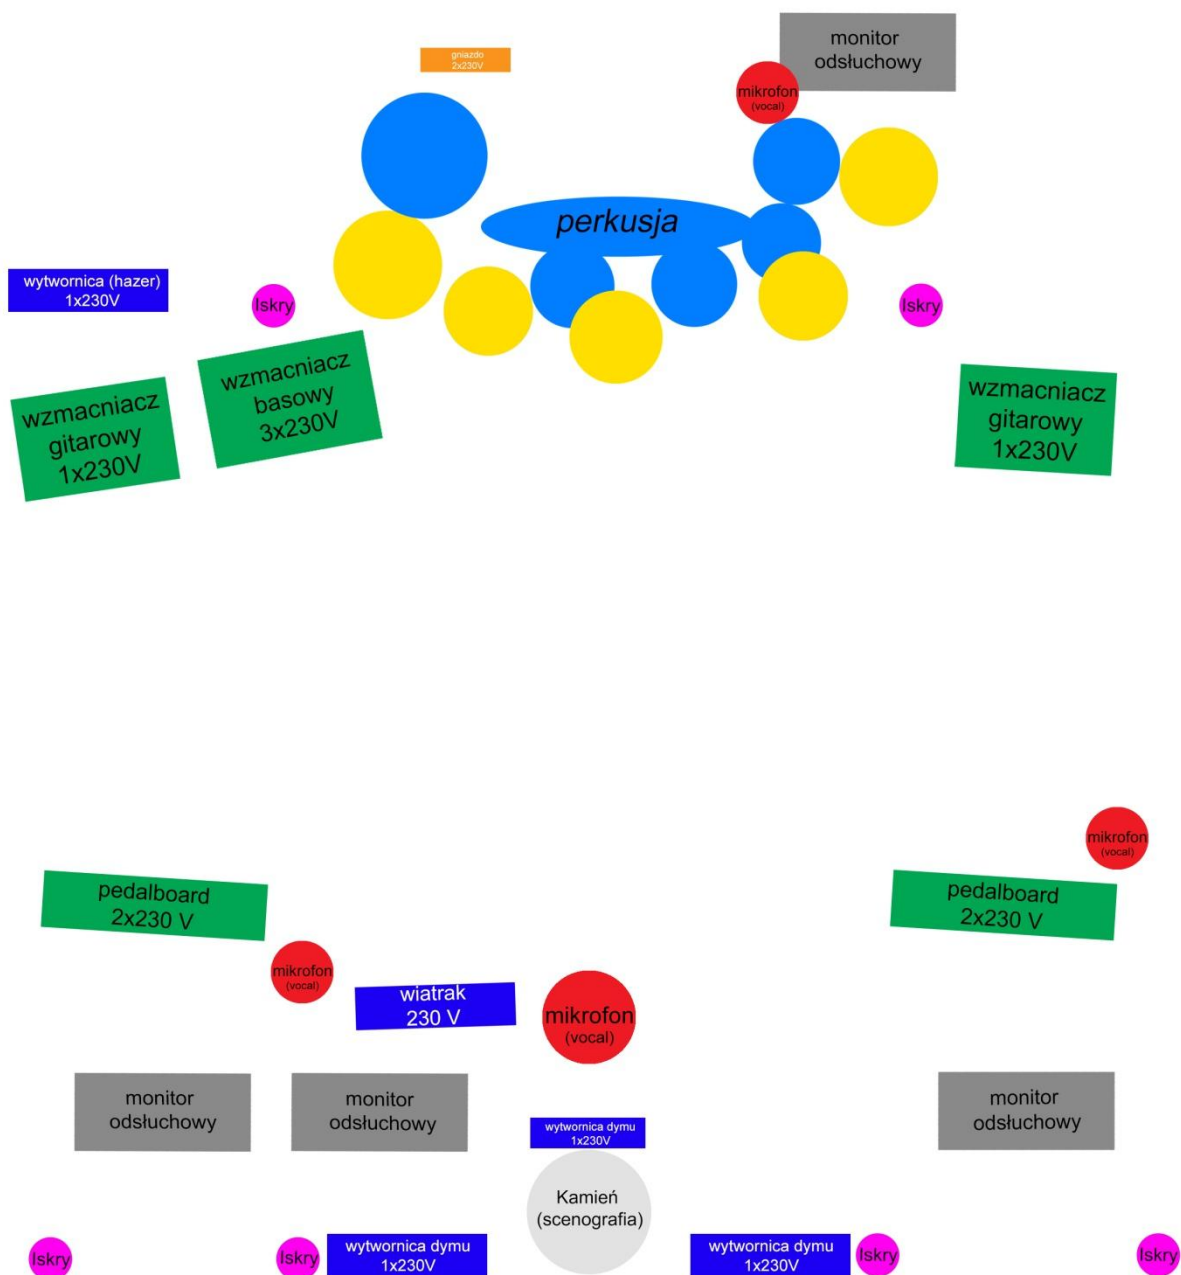 gniazdo
2x230V
monitor
odsłuchowy
mikrofon
(vocal)
perkusja
wytwornica (hazer)
1x230V
Iskry
Iskry
wzmacniacz
gitarowy
1x230V
wzmacniacz
basowy
3x230V
wzmacniacz
gitarowy
1x230V
mikrofon
(vocal)
pedalboard
2x230 V
pedalboard
2x230 V
mikrofon
(vocal)
wiatrak
230 V
mikrofon
(vocal)
monitor
odsłuchowy
monitor
odsłuchowy
monitor
odsłuchowy
wytwornica dymu
1x230V
Kamień
(scenografia)
Iskry
Iskry
wytwornica dymu
1x230V
wytwornica dymu
1x230V
Iskry
Iskry